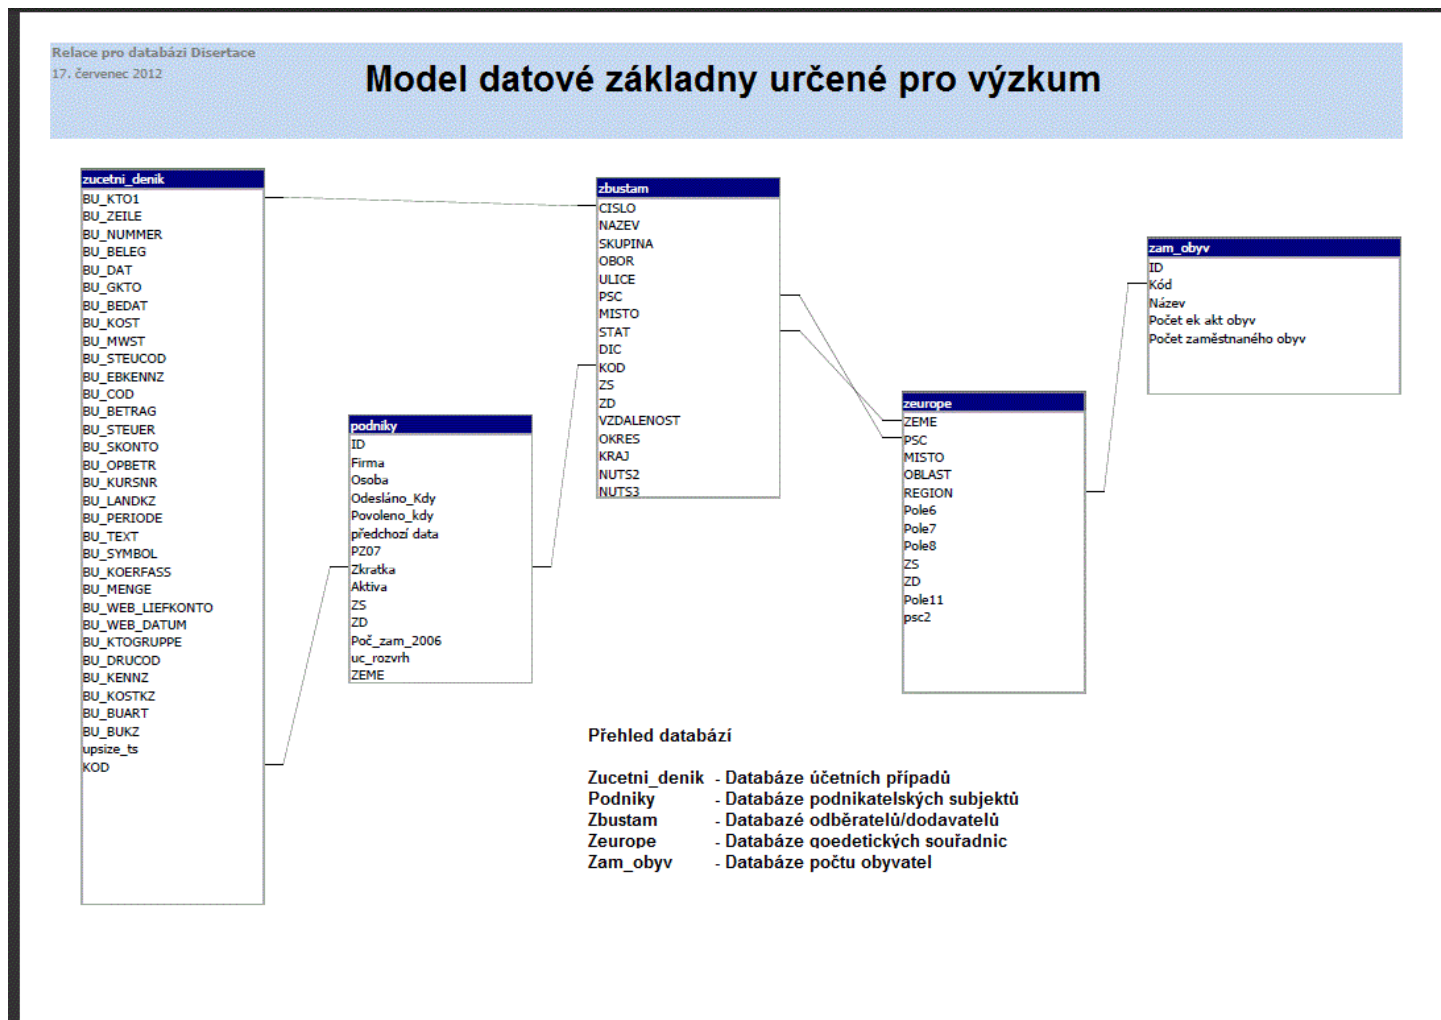 Relace pro databázi Disertace
17. červenec 2012
Model datové základny určené pro výzkum
zucetni_denik
BU_KTO1
BU_ZEILE
BU_NUMMER
BU_BELEG
BU_DAT
BU_GKTO
BU_BEDAT
BU_KOST
BU_MWST
BU_STEUCOD
BU_EBKENNZ
BU_COD
BU_BETRAG
BU_STEUER
BU_SKONTO
BU_OPBETR
BU_KURSNR
BU_LANDKZ
BU_PERIODE
BU_TEXT
BU_SYMBOL
BU_KOERFASS
BU_MENGE
BU_WEB_LIEFKONTO
BU_WEB_DATUM
BU_KTOGRUPPE
BU_DRUCOD
BU_KENNZ
BU_KOSTKZ
BU_BUART
BU_BUKZ
upsize_ts
KOD
podniky
ID
Firma
Osoba
Odesláno_Kdy
Povoleno_kdy
předchozí data
PZ07
Zkratka
Aktiva
ZS
ZD
Poč_zam_2006
uc_rozvrh
ZEME
zbustam
CISLO
NAZEV
SKUPINA
OBOR
ULICE
PSC
MISTO
STAT
DIC
KOD
ZS
ZD
VZDALENOST
OKRES
KRAJ
NUTS2
NUTS3
zeurope
ZEME
PSC
MISTO
OBLAST
REGION
Pole6
Pole7
Pole8
ZS
ZD
Pole11
psc2
zam_obyv
ID
Kód
Název
Počet ek akt obyv
Počet zaměstnaného obyv
Přehled databází
Zucetni_denik - Databáze účetních případů
Podniky - Databáze podnikatelských subjektů
Zbustam - Databazé odběratelů/dodavatelů
Zeurope - Databáze goedetických souřadnic
Zam_obyv - Databáze počtu obyvatel